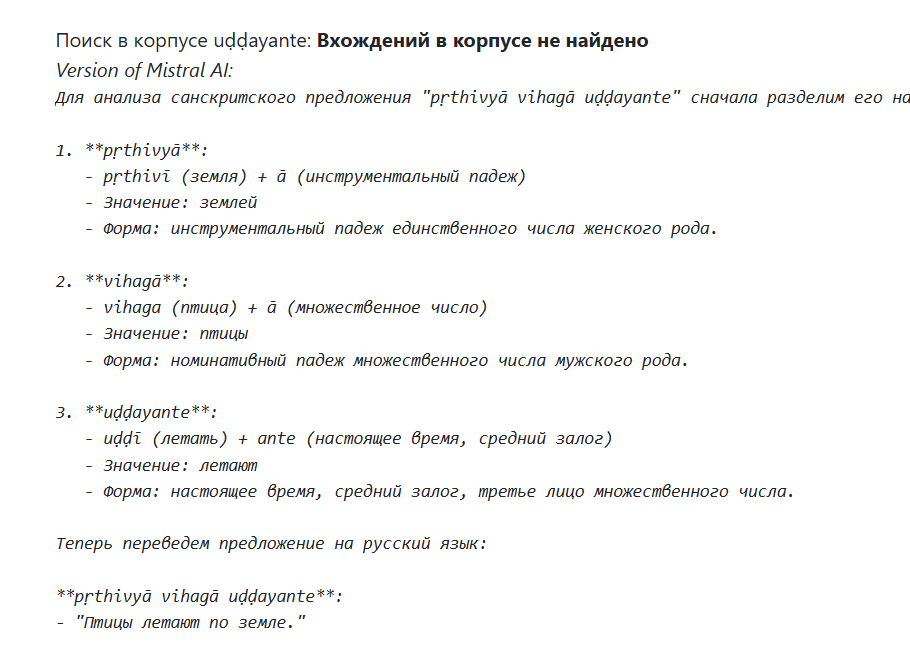 Поиск в корпусе uḍḍayante: Вхождений в корпусе не найдено
Version of Mistral AI:
Для анализа санскритского предложения "pṛthivyā vihagā uḍḍayante" сначала разделим его на
1. **pṛthivyā**:
- pṛthivī (земля) + ā (инструментальный падеж)
- Значение: землей
- Форма: инструментальный падеж единственного числа женского рода.
2. **vihagā**:
- vihaga (птица) + ā (множественное число)
- Значение: птицы
- Форма: номинативный падеж множественного числа мужского рода.
3. **uḍḍayante**:
- uḍḍī (летать) + ante (настоящее время, средний залог)
- Значение: летают
- Форма: настоящее время, средний залог, третье лицо множественного числа.
Теперь переведем предложение на русский язык:
**pṛthivyā vihagā uḍḍayante**:
- "Птицы летают по земле."